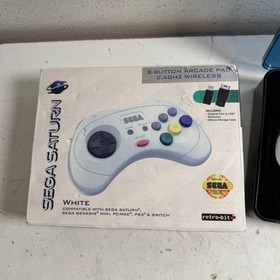 8-BUTTON ARCADE PAD
2.4GHZ WIRELESS
INCLUDES
SEGA SATURN
SEGA
WHITE
COMPATIBLE WITH SEGA SATURN,
SEGA GENESIS MINI, PC/MAC, PS3 & SWITCH
SEGA
retro-bit